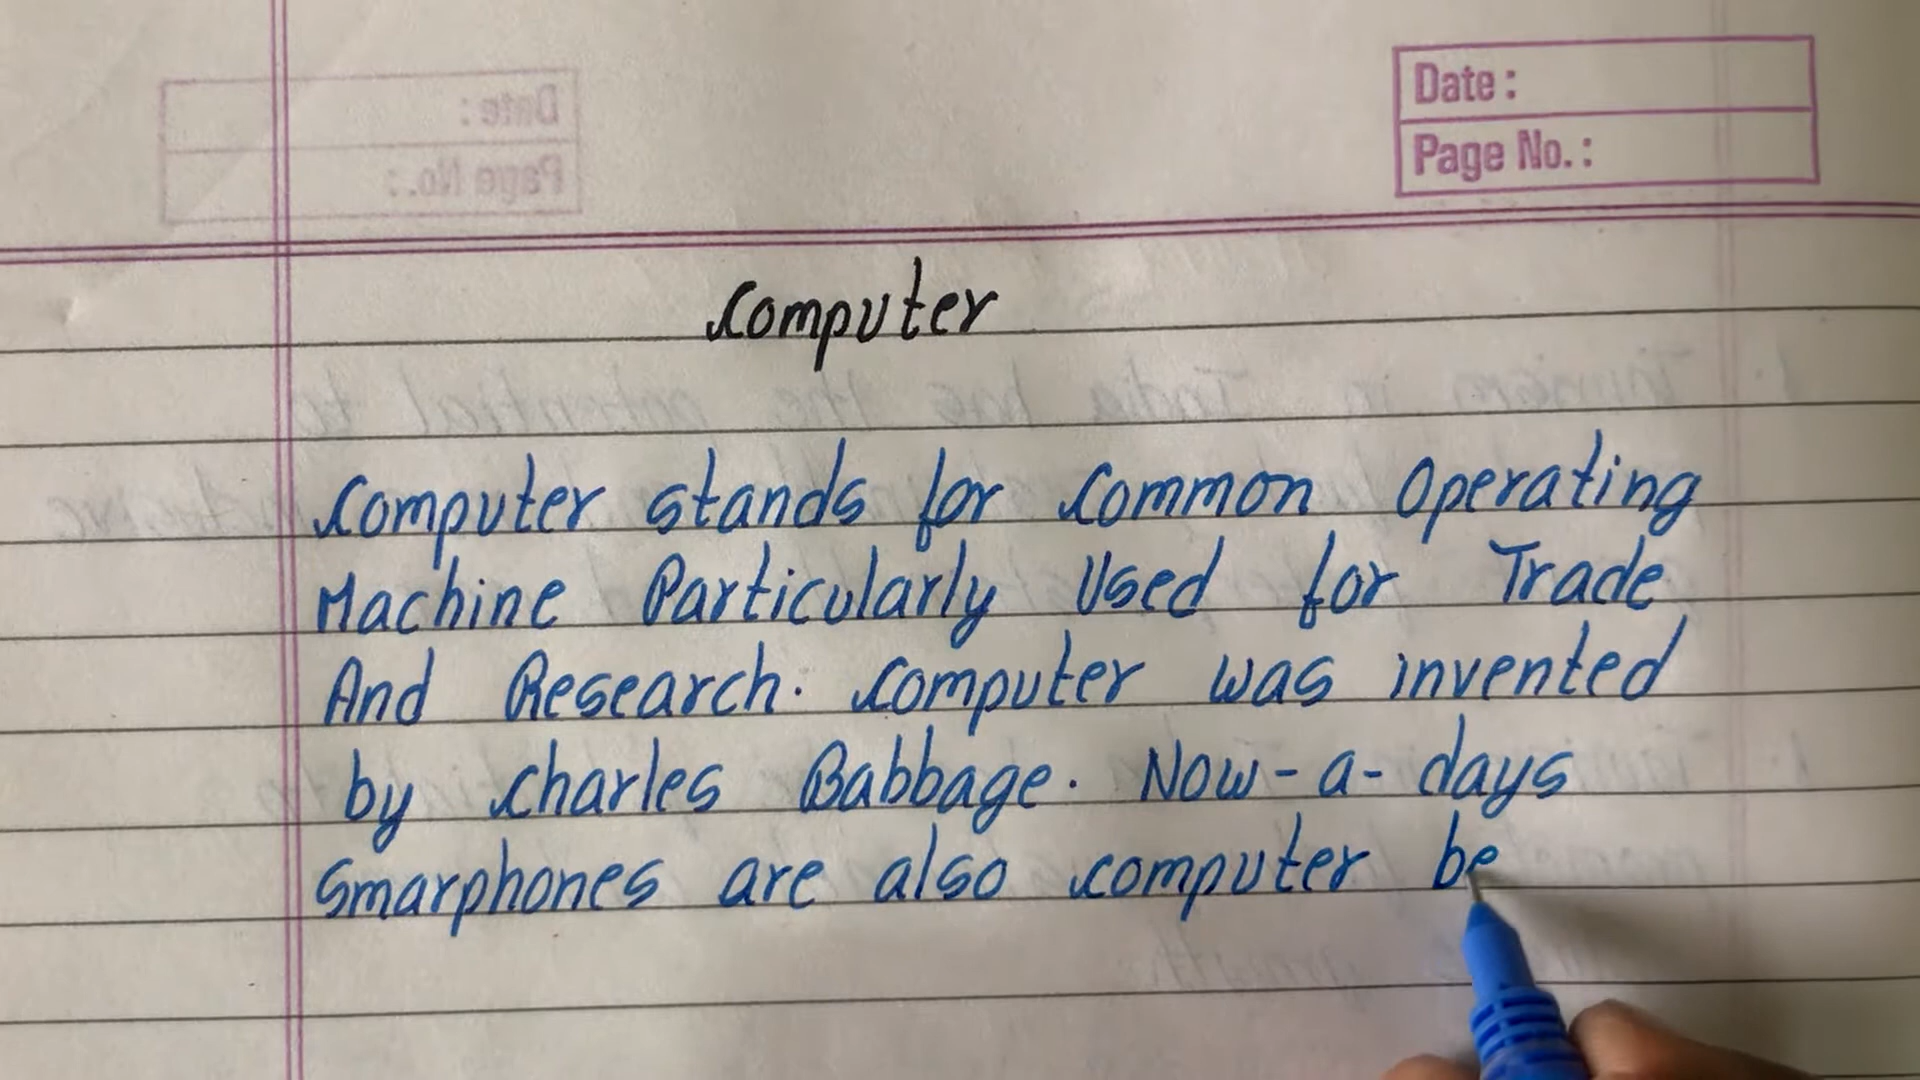 Date :
Page No. :
Computer
Computer stands for Common Operating
Machine Particularly Used for Trade
And Research. Computer was invented
by Charles Babbage. Now-a-days
Smarphones are also computer be